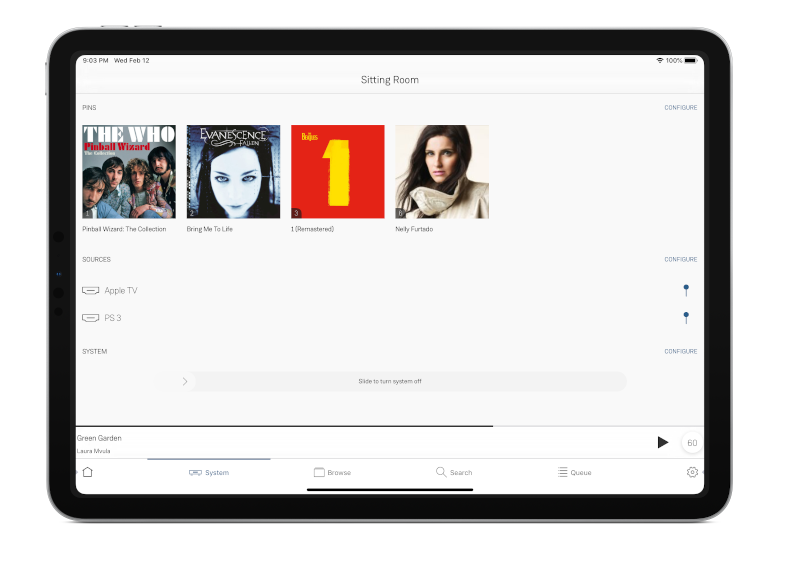 9:03 PM Wed Feb 12
100%
Sitting Room
PINS
CONFIGURE
THE WHO
Pinball Wizard
The Collection
EVANESCENCE
FALLEN
Beatles
1
1
2
3
6
Pinball Wizard: The Collection
Bring Me To Life
1 (Remastered)
Nelly Furtado
SOURCES
CONFIGURE
Apple TV
PS 3
SYSTEM
CONFIGURE
Slide to turn system off
Green Garden
Laura Mvula
60
System
Browse
Search
Queue